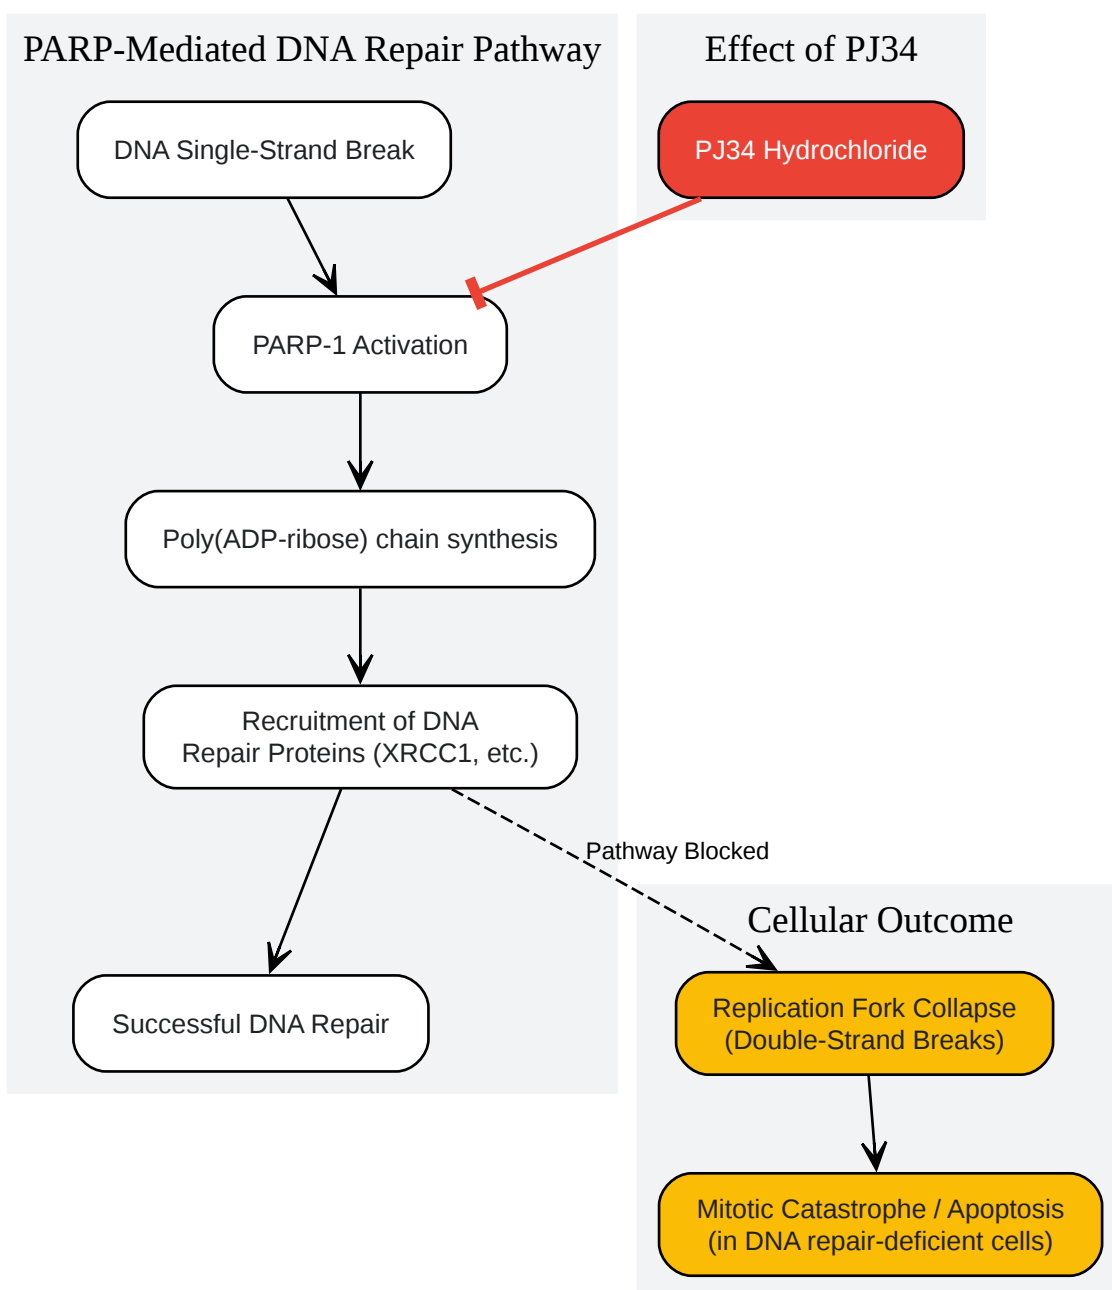 PARP-Mediated DNA Repair Pathway
Effect of PJ34
DNA Single-Strand Break
PJ34 Hydrochloride
PARP-1 Activation
Poly(ADP-ribose) chain synthesis
Recruitment of DNA
Repair Proteins (XRCC1, etc.)
Pathway Blocked
Cellular Outcome
Successful DNA Repair
Replication Fork Collapse
(Double-Strand Breaks)
Mitotic Catastrophe / Apoptosis
(in DNA repair-deficient cells)